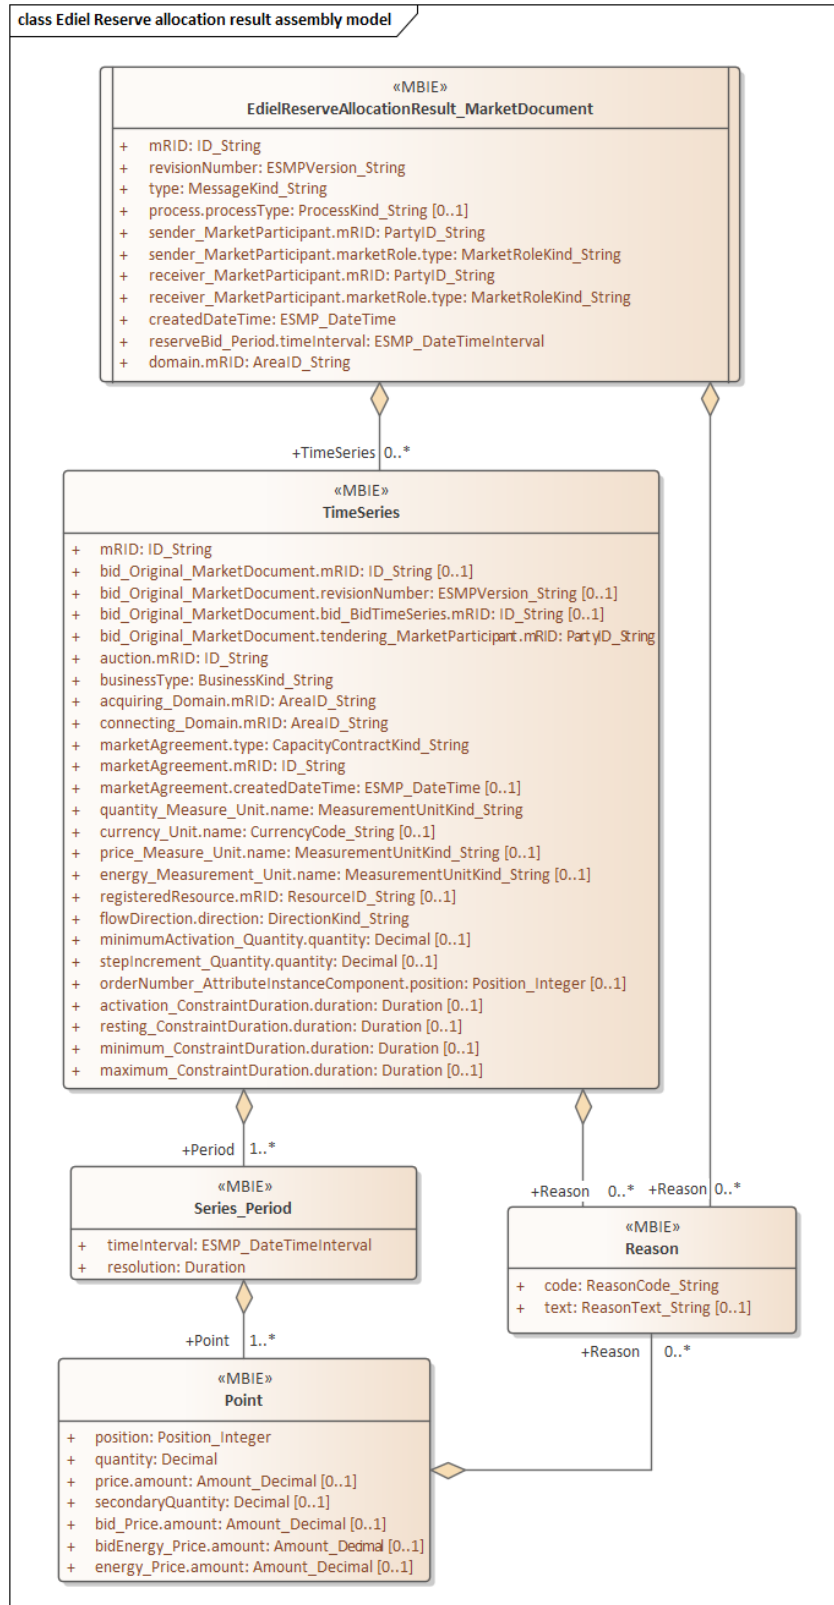 class Ediel Reserve allocation result assembly model
«MBIE»
EdielReserveAllocationResult_MarketDocument
+ mRID: ID_String
+ revisionNumber: ESMPVersion_String
+ type: MessageKind_String
+ process.processType: ProcessKind_String [0..1]
+ sender_MarketParticipant.mRID: PartyID_String
+ sender_MarketParticipant.marketRole.type: MarketRoleKind_String
+ receiver_MarketParticipant.mRID: PartyID_String
+ receiver_MarketParticipant.marketRole.type: MarketRoleKind_String
+ createdDateTime: ESMP_DateTime
+ reserveBid_Period.timeInterval: ESMP_DateTimeInterval
+ domain.mRID: AreaID_String
+TimeSeries 0..*
«MBIE»
TimeSeries
+ mRID: ID_String
+ bid_Original_MarketDocument.mRID: ID_String [0..1]
+ bid_Original_MarketDocument.revisionNumber: ESMPVersion_String [0..1]
+ bid_Original_MarketDocument.bid_BidTimeSeries.mRID: ID_String [0..1]
+ bid_Original_MarketDocument.tendering_MarketParticipant.mRID: PartyID_String
+ auction.mRID: ID_String
+ businessType: BusinessKind_String
+ acquiring_Domain.mRID: AreaID_String
+ connecting_Domain.mRID: AreaID_String
+ marketAgreement.type: CapacityContractKind_String
+ marketAgreement.mRID: ID_String
+ marketAgreement.createdDateTime: ESMP_DateTime [0..1]
+ quantity_Measure_Unit.name: MeasurementUnitKind_String
+ currency_Unit.name: CurrencyCode_String [0..1]
+ price_Measure_Unit.name: MeasurementUnitKind_String [0..1]
+ energy_Measurement_Unit.name: MeasurementUnitKind_String [0..1]
+ registeredResource.mRID: ResourceID_String [0..1]
+ flowDirection.direction: DirectionKind_String
+ minimumActivation_Quantity.quantity: Decimal [0..1]
+ stepIncrement_Quantity.quantity: Decimal [0..1]
+ orderNumber_AttributeInstanceComponent.position: Position_Integer [0..1]
+ activation_ConstraintDuration.duration: Duration [0..1]
+ resting_ConstraintDuration.duration: Duration [0..1]
+ minimum_ConstraintDuration.duration: Duration [0..1]
+ maximum_ConstraintDuration.duration: Duration [0..1]
+Period 1..*
+Reason 0..*
+Reason 0..*
«MBIE»
Series_Period
+ timeInterval: ESMP_DateTimeInterval
+ resolution: Duration
«MBIE»
Reason
+ code: ReasonCode_String
+ text: ReasonText_String [0..1]
+Point 1..*
+Reason 0..*
«MBIE»
Point
+ position: Position_Integer
+ quantity: Decimal
+ price.amount: Amount_Decimal [0..1]
+ secondaryQuantity: Decimal [0..1]
+ bid_Price.amount: Amount_Decimal [0..1]
+ bidEnergy_Price.amount: Amount_Decimal [0..1]
+ energy_Price.amount: Amount_Decimal [0..1]